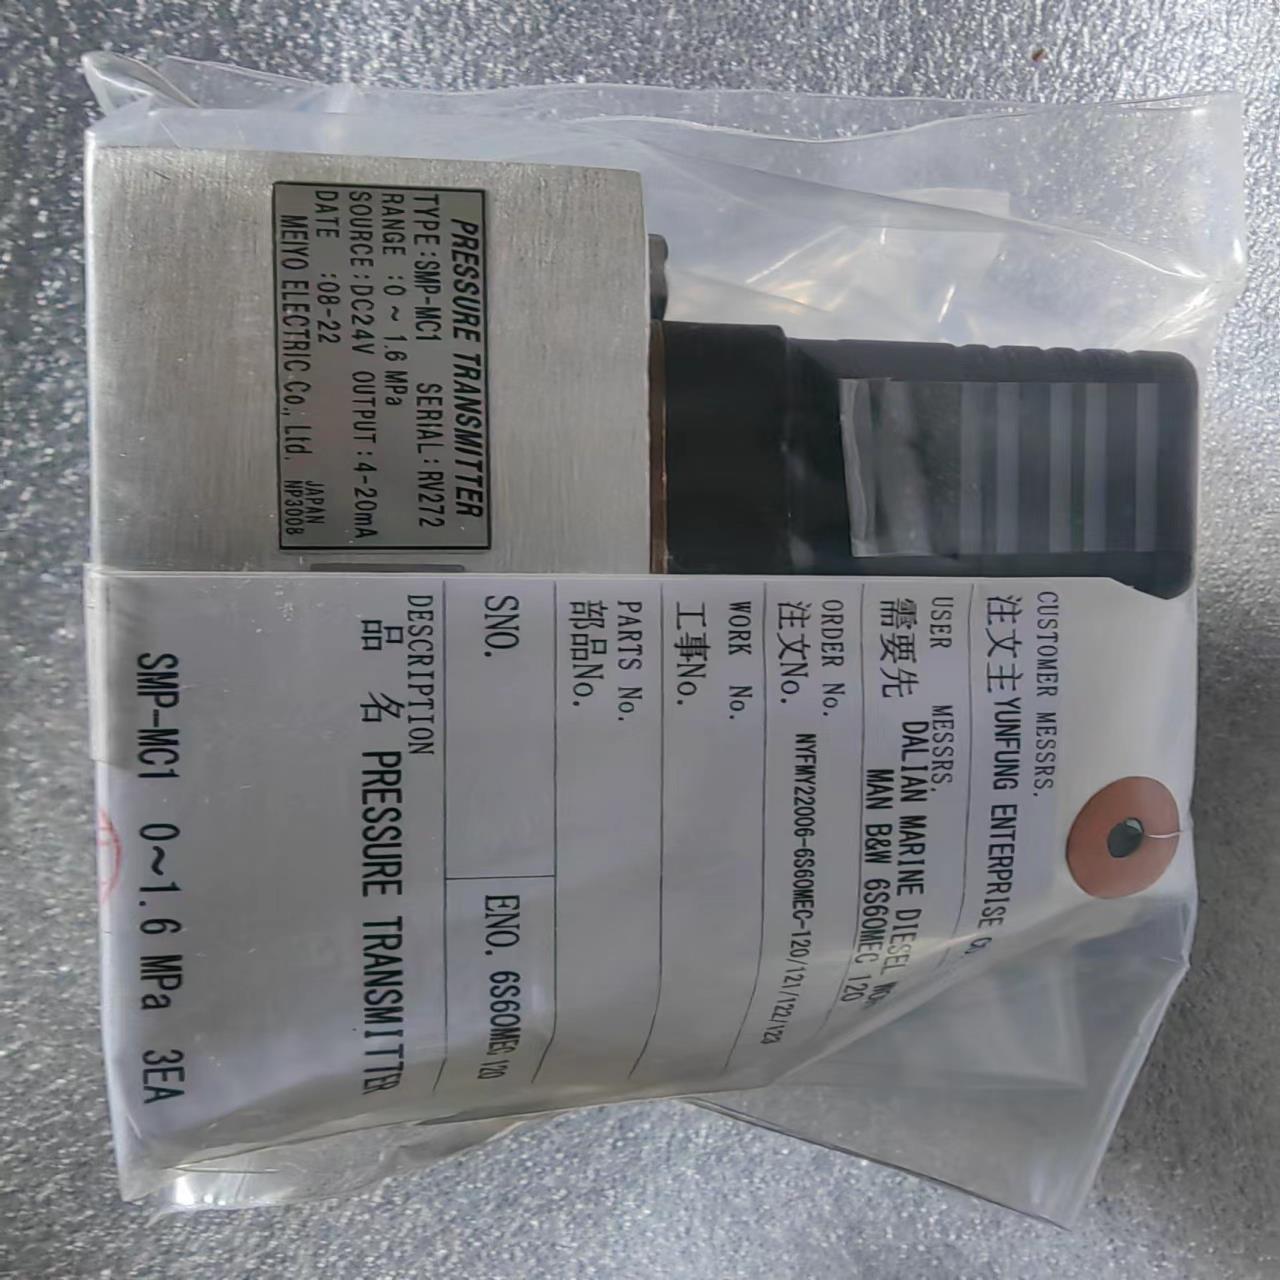 PRESSURE TRANSMITTER
TYPE :SMP-MC1 SERIAL: RV272
RANGE :0 ~ 1.6 MPa
SOURCE:DC24V OUTPUT:4-20mA
DATE :08-22
MEIYO ELECTRIC Co., Ltd. JAPAN NP3008
CUSTOMER MESSRS.
注文主 YUNFUNG ENTERPRISE
USER MESSRS.
需要先 DALIAN MARINE DIESEL
MAN B&W 6S60MEC 120
ORDER No.
注文No. NYFMY22006-6S60MEC-120/121/122/123
WORK No.
工事No.
PARTS No.
部品No.
SNO. ENO. 6S60MEC 120
DESCRIPTION
品 名 PRESSURE TRANSMITTER
SMP-MC1 0~1.6 MPa 3EA